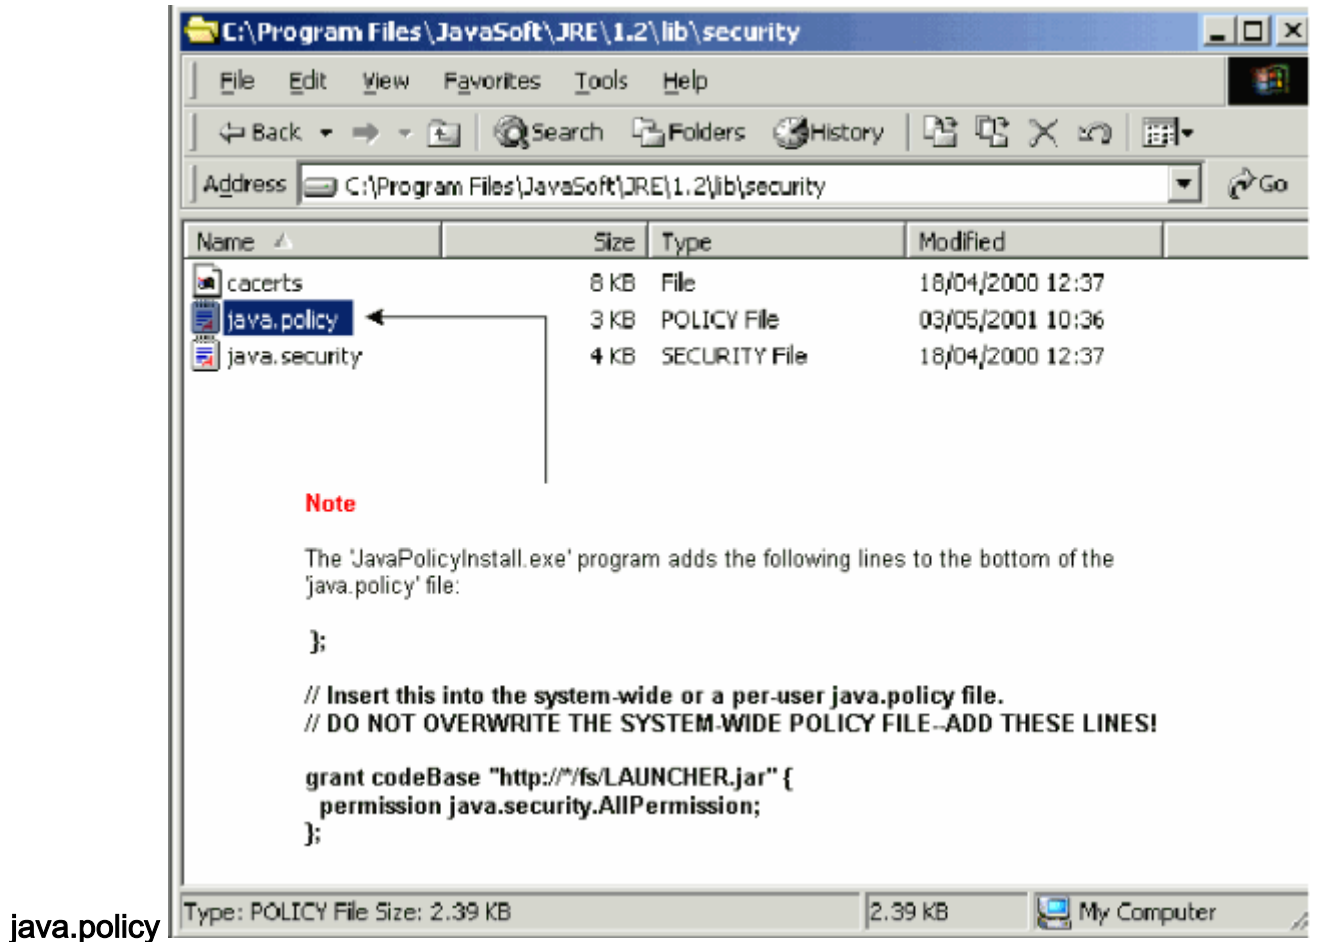 C:\Program Files\JavaSoft\JRE\1.2\lib\security
File Edit View Favorites Tools Help
Back Search Folders History
Address C:\Program Files\JavaSoft\JRE\1.2\lib\security Go
Name Size Type Modified
cacerts 8 KB File 18/04/2000 12:37
java.policy 3 KB POLICY File 03/05/2001 10:36
java.security 4 KB SECURITY File 18/04/2000 12:37
Note
The 'JavaPolicyInstall.exe' program adds the following lines to the bottom of the
'java.policy' file:
};
// Insert this into the system-wide or a per-user java.policy file.
// DO NOT OVERWRITE THE SYSTEM-WIDE POLICY FILE--ADD THESE LINES!
grant codeBase "http://*/fs/LAUNCHER.jar" {
permission java.security.AllPermission;
};
Type: POLICY File Size: 2.39 KB 2.39 KB My Computer
java.policy